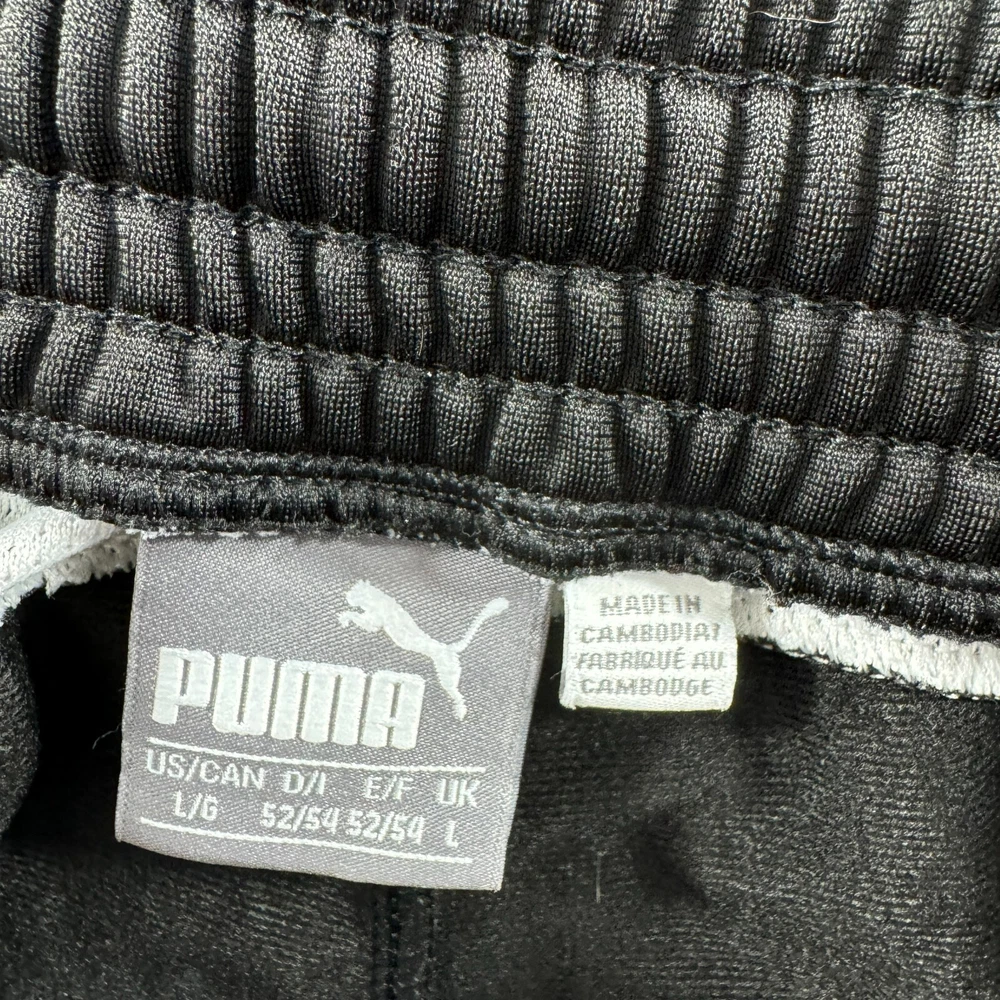 PUMA
US/CAN D/I E/F UK
L/G 52/54 52/54 L
MADE IN
CAMBODIA/
FABRIQUÉ AU
CAMBODGE